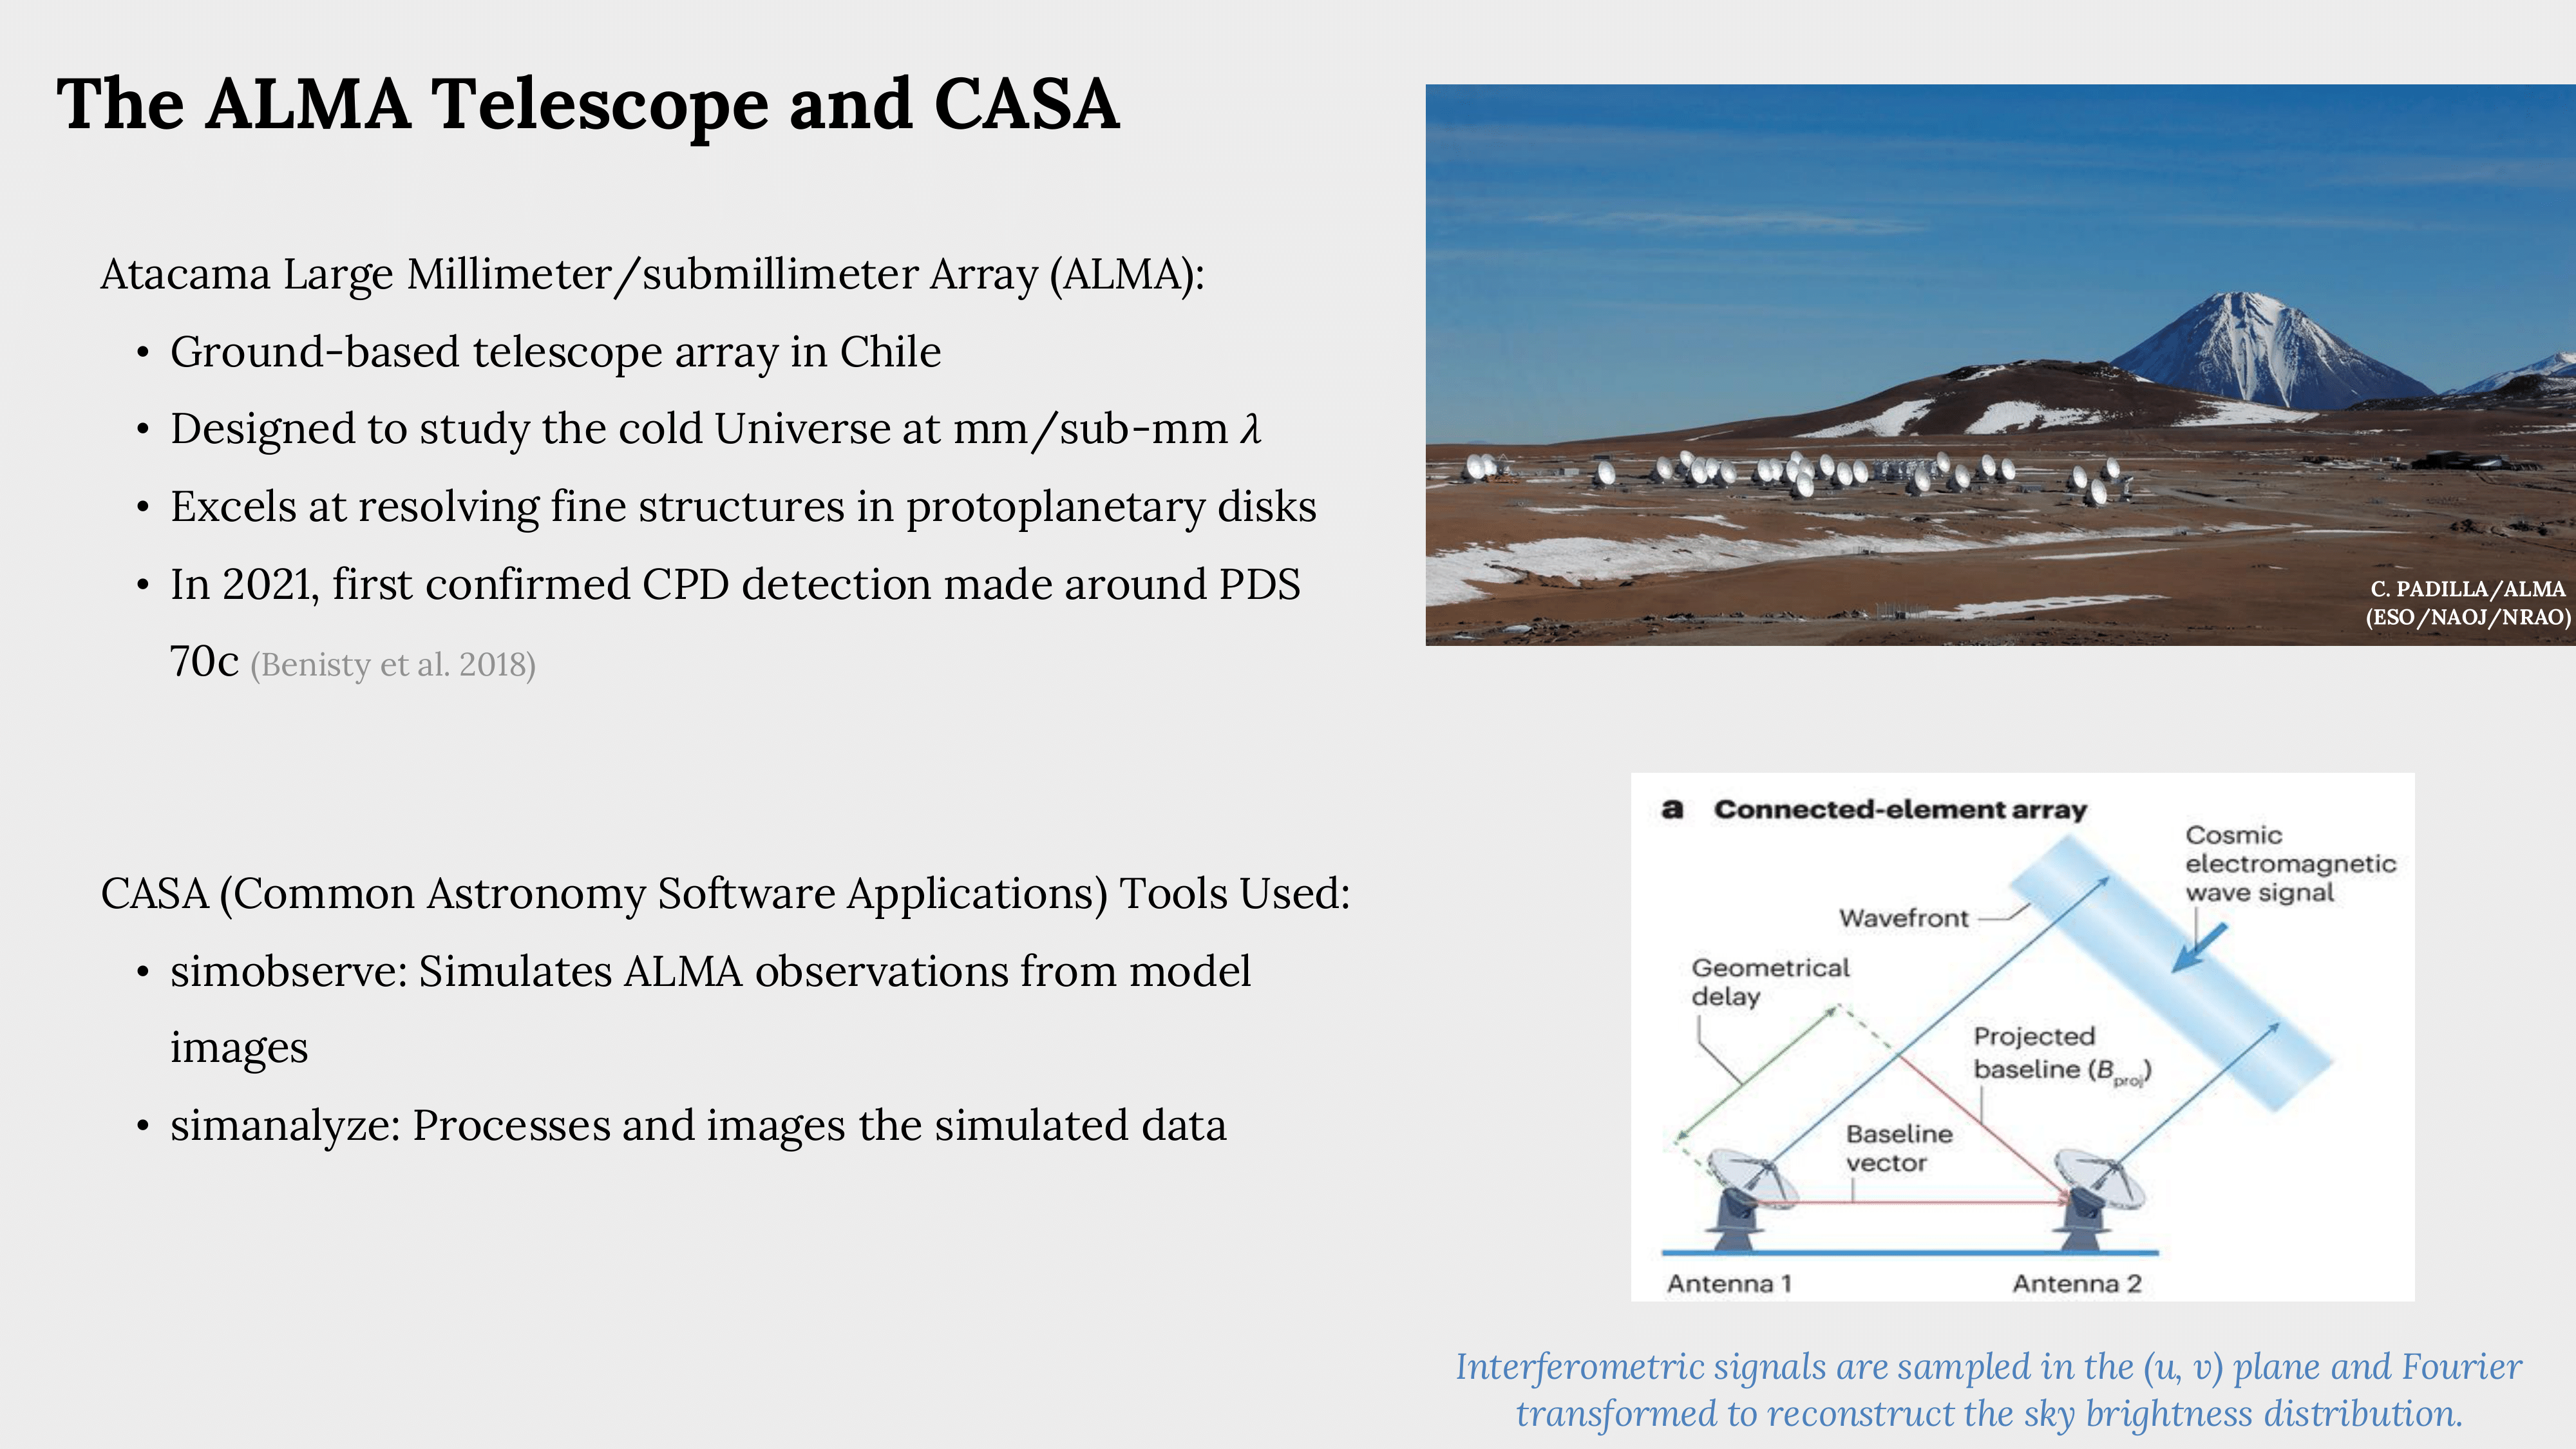 The ALMA Telescope and CASA
Atacama Large Millimeter/submillimeter Array (ALMA):
• Ground-based telescope array in Chile
• Designed to study the cold Universe at mm/sub-mm λ
• Excels at resolving fine structures in protoplanetary disks
• In 2021, first confirmed CPD detection made around PDS
70c (Benisty et al. 2018)
CASA (Common Astronomy Software Applications) Tools Used:
• simobserve: Simulates ALMA observations from model
images
• simanalyze: Processes and images the simulated data
C. PADILLA/ALMA
(ESO/NAOJ/NRAO)
a Connected-element array
Cosmic
electromagnetic
wave signal
Wavefront
Geometrical
delay
Projected
baseline (Bproj)
Baseline
vector
Antenna 1
Antenna 2
Interferometric signals are sampled in the (u, v) plane and Fourier
transformed to reconstruct the sky brightness distribution.